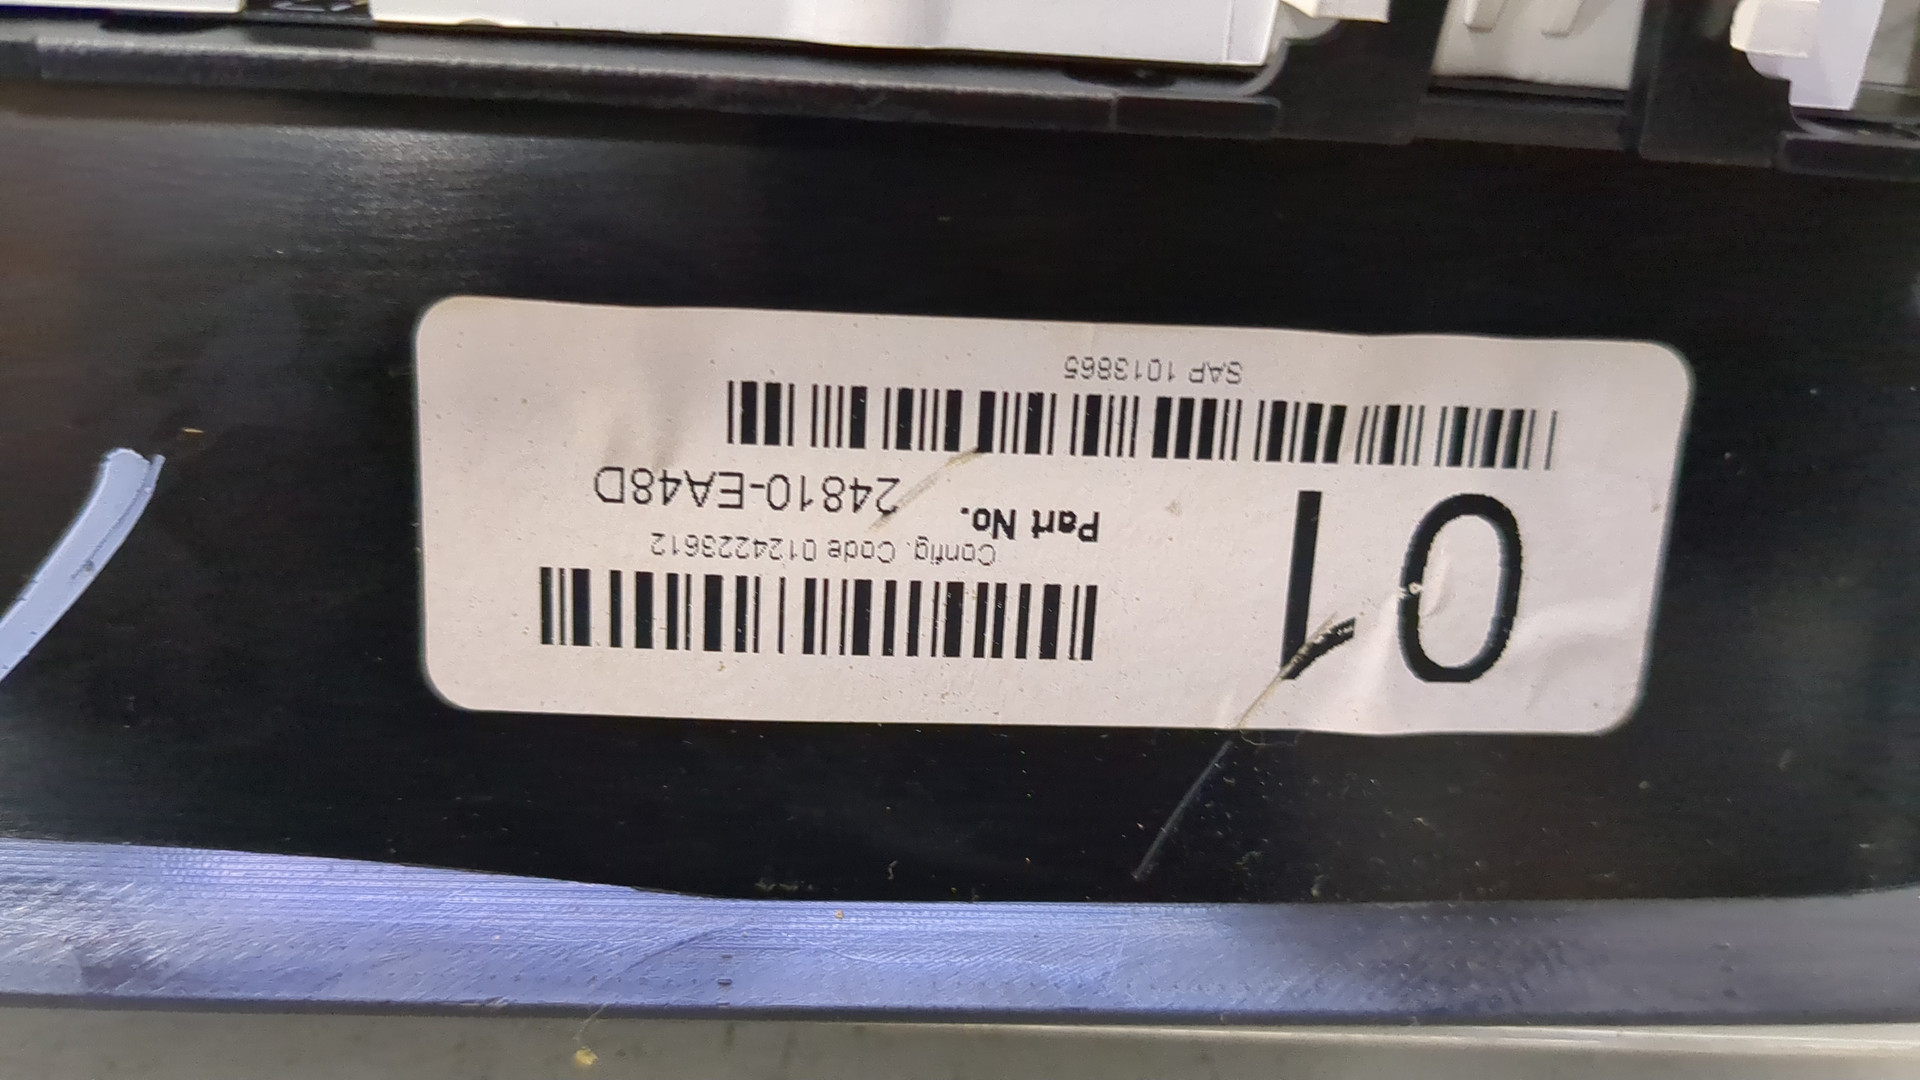 01
Config. Code 0124223612
Part No. 24810-EA48D
SAP 1013865